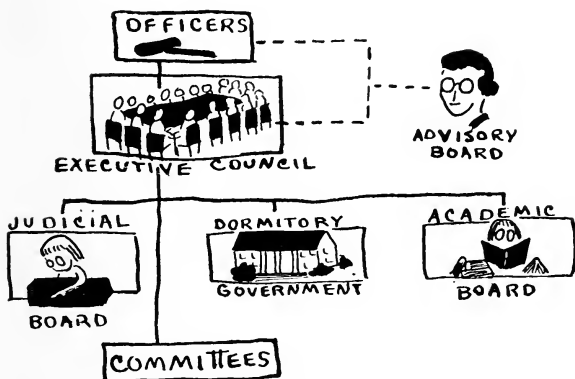 OFFICERS
EXECUTIVE COUNCIL
ADVISORY
BOARD
JUDICIAL
BOARD
DORMITORY
GOVERNMENT
ACADEMIC
BOARD
COMMITTEES